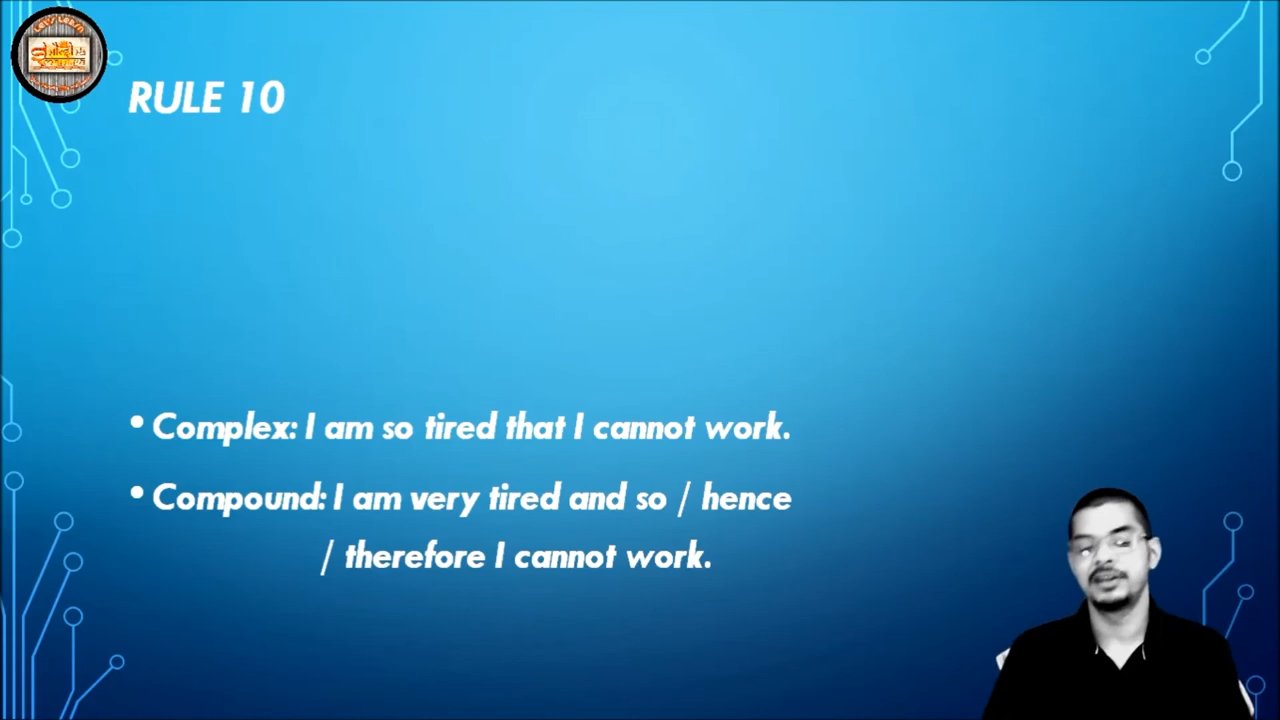 RULE 10
• Complex: I am so tired that I cannot work.
• Compound: I am very tired and so / hence
/ therefore I cannot work.